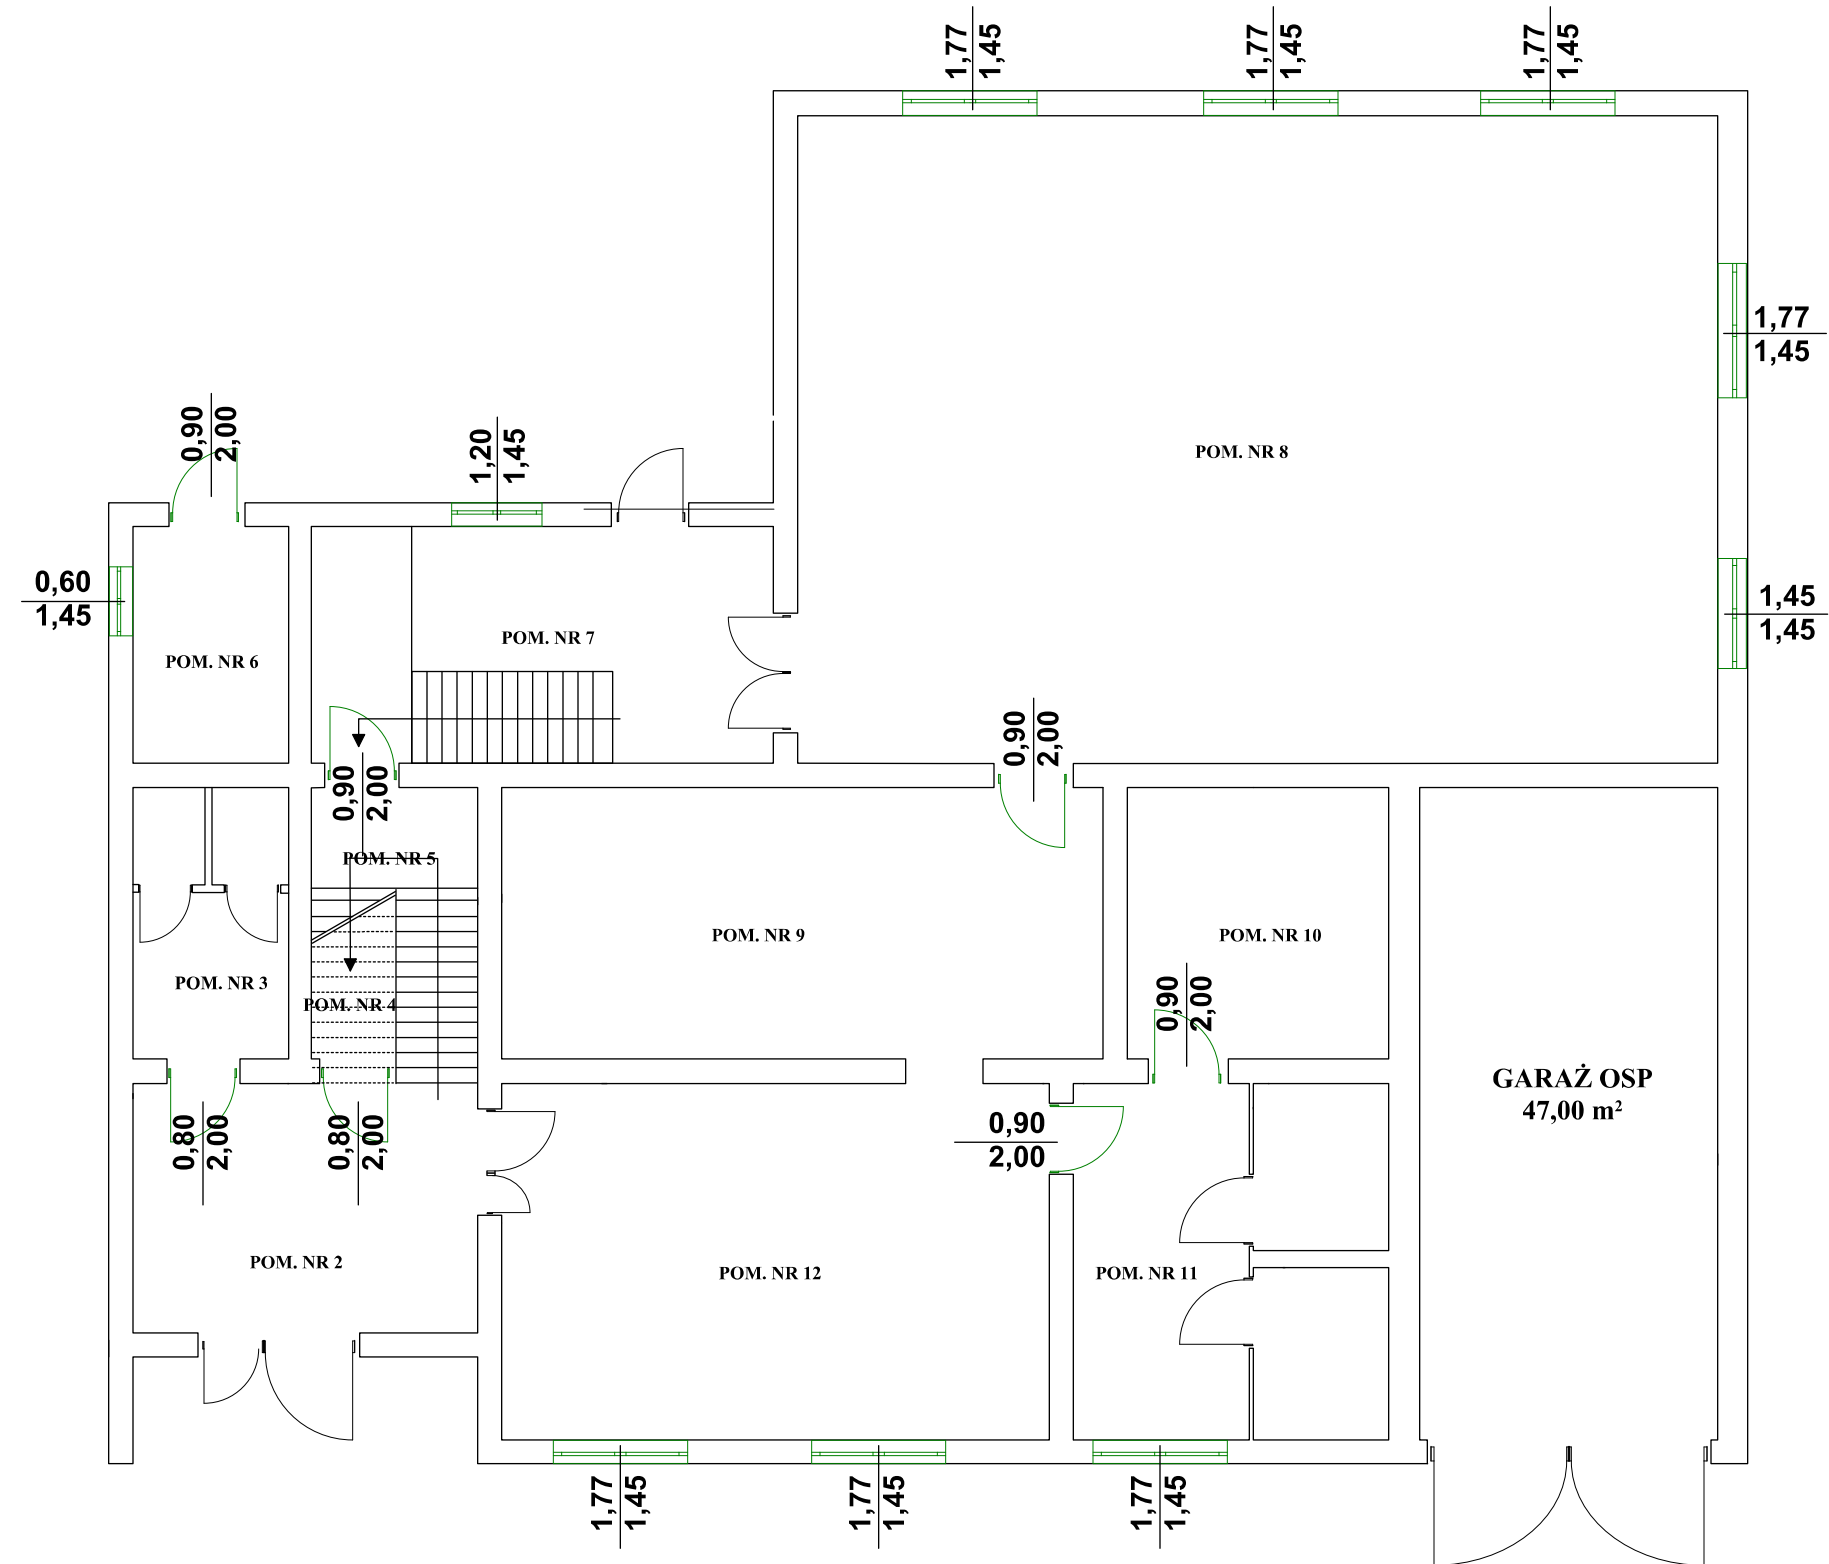 1,77
1,45
1,77
1,45
1,77
1,45
1,77
1,45
0,90
2,00
1,20
1,45
POM. NR 8
0,60
1,45
1,45
1,45
POM. NR 7
POM. NR 6
0,90
2,00
0,90
2,00
POM. NR 5
POM. NR 9
POM. NR 10
POM. NR 3
POM. NR 4
0,90
2,00
GARAŻ OSP
47,00 m²
0,80
2,00
0,80
2,00
0,90
2,00
POM. NR 2
POM. NR 12
POM. NR 11
1,77
1,45
1,77
1,45
1,77
1,45